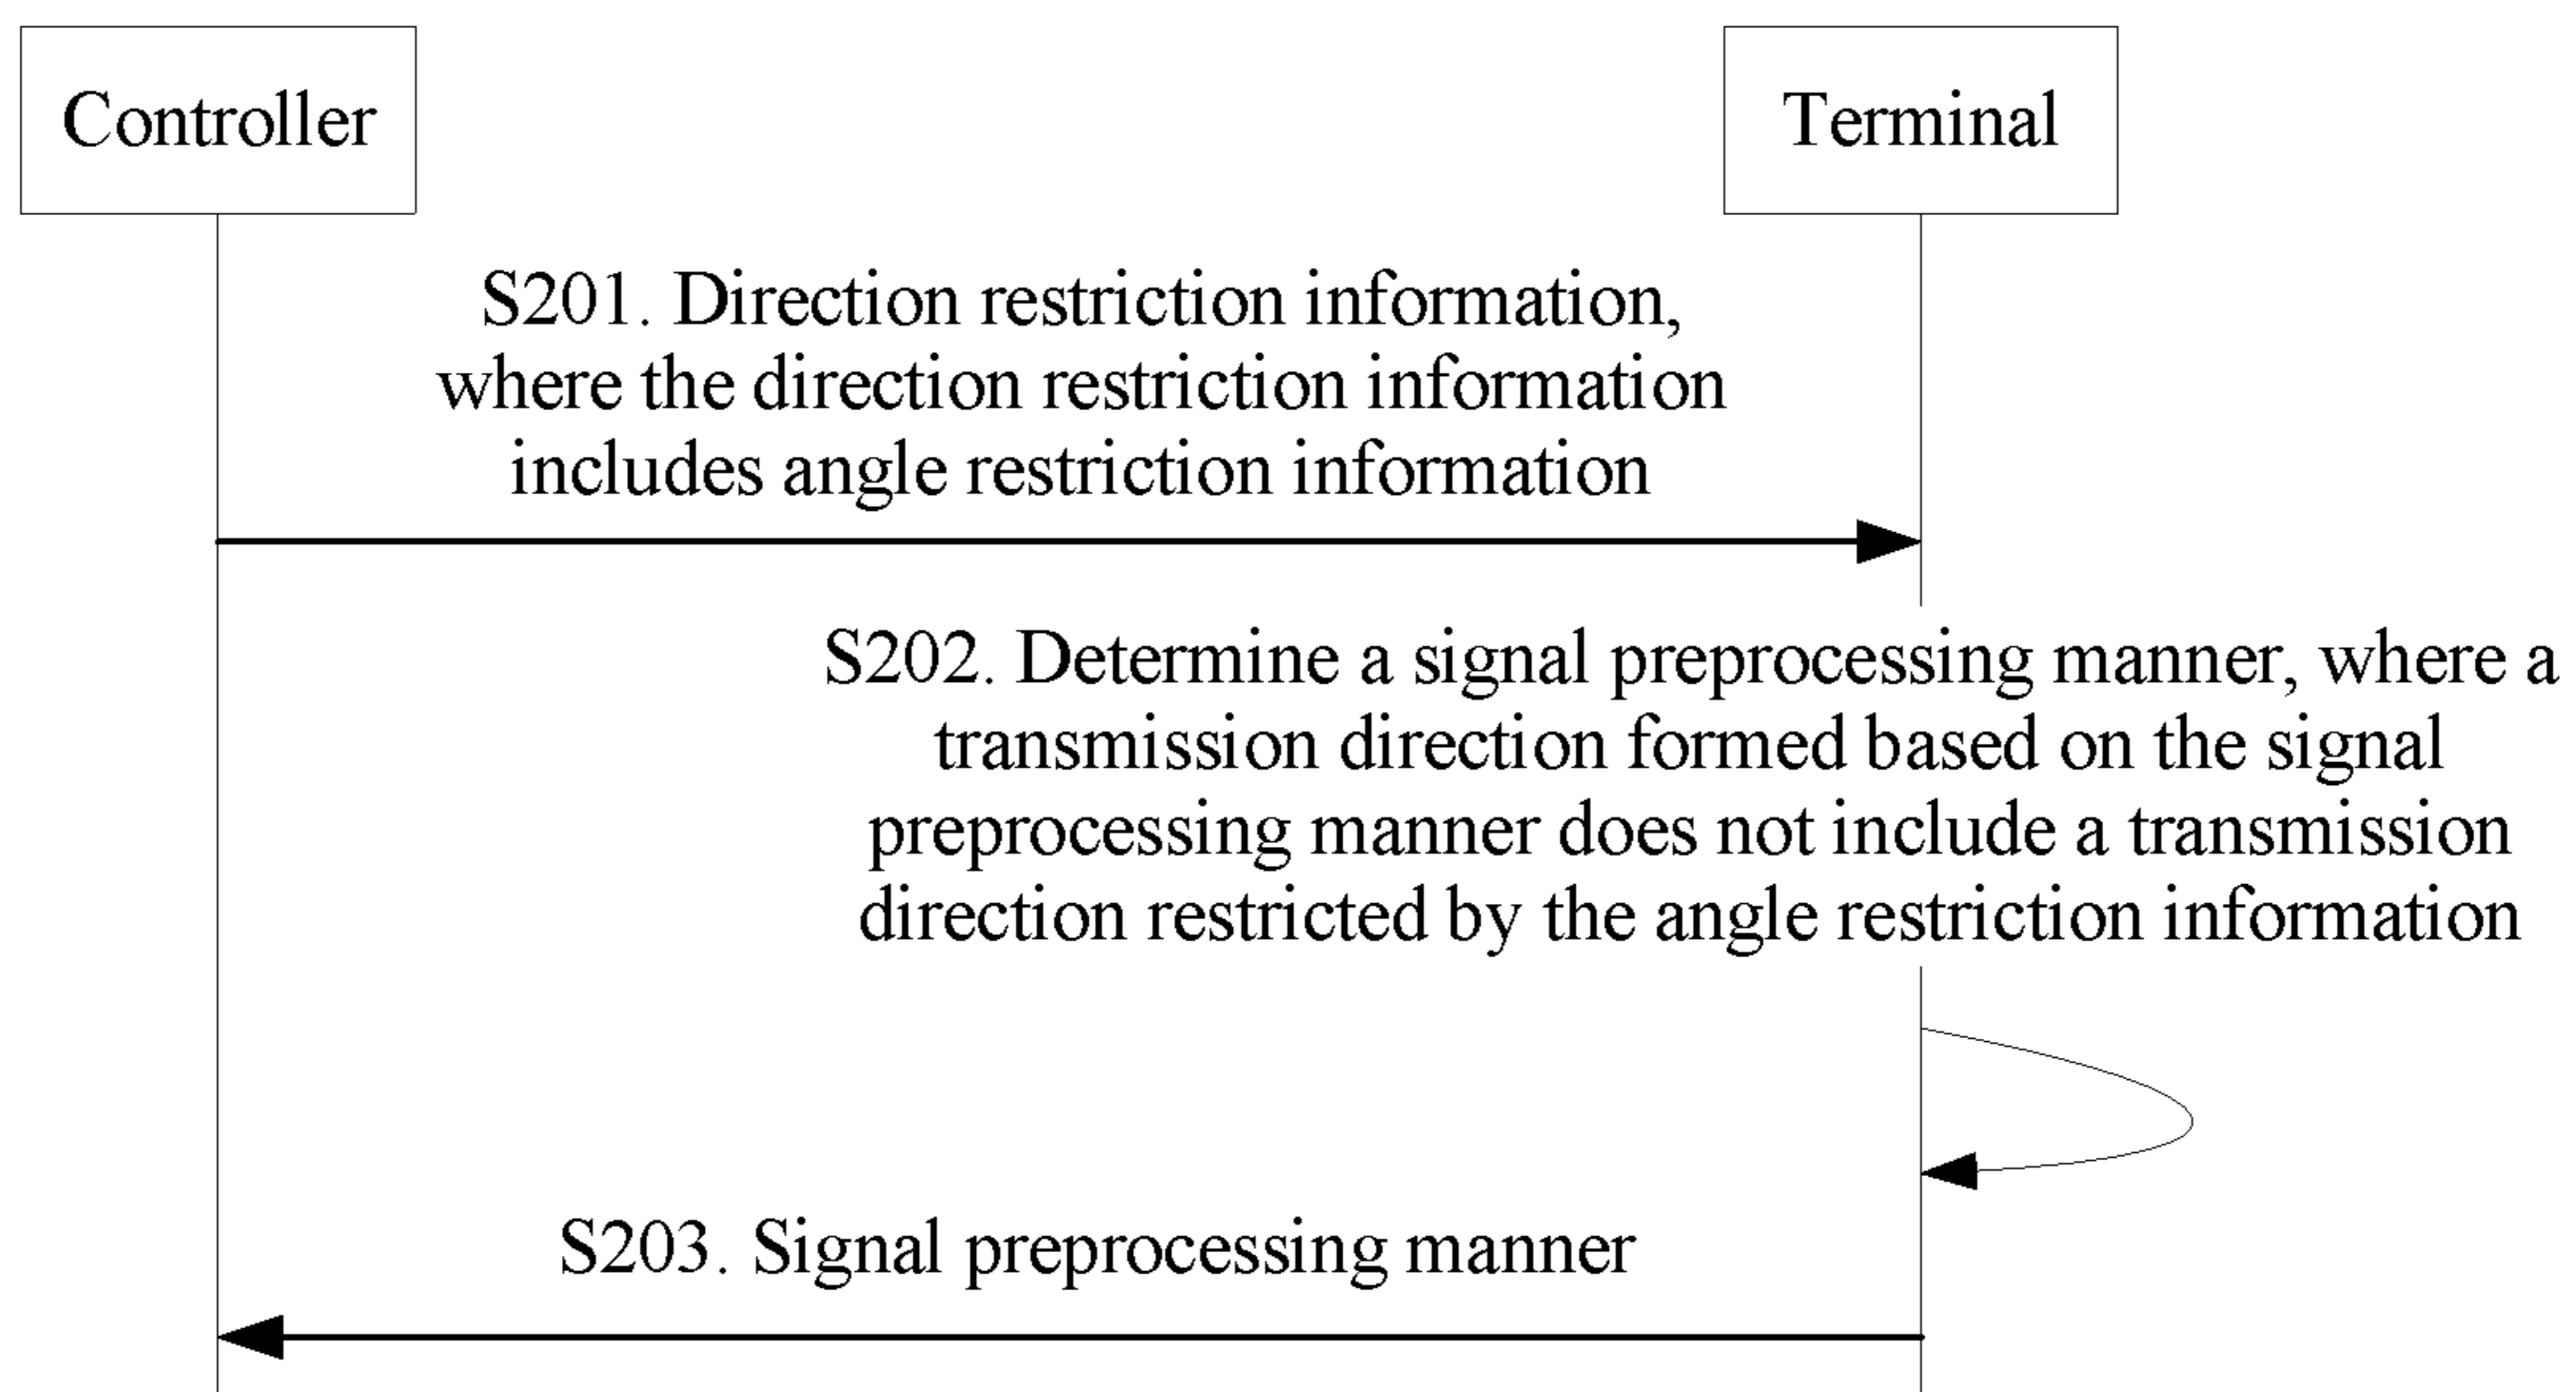 Controller
Terminal
S201. Direction restriction information,
where the direction restriction information
includes angle restriction information
S202. Determine a signal preprocessing manner, where a
transmission direction formed based on the signal
preprocessing manner does not include a transmission
direction restricted by the angle restriction information
S203. Signal preprocessing manner